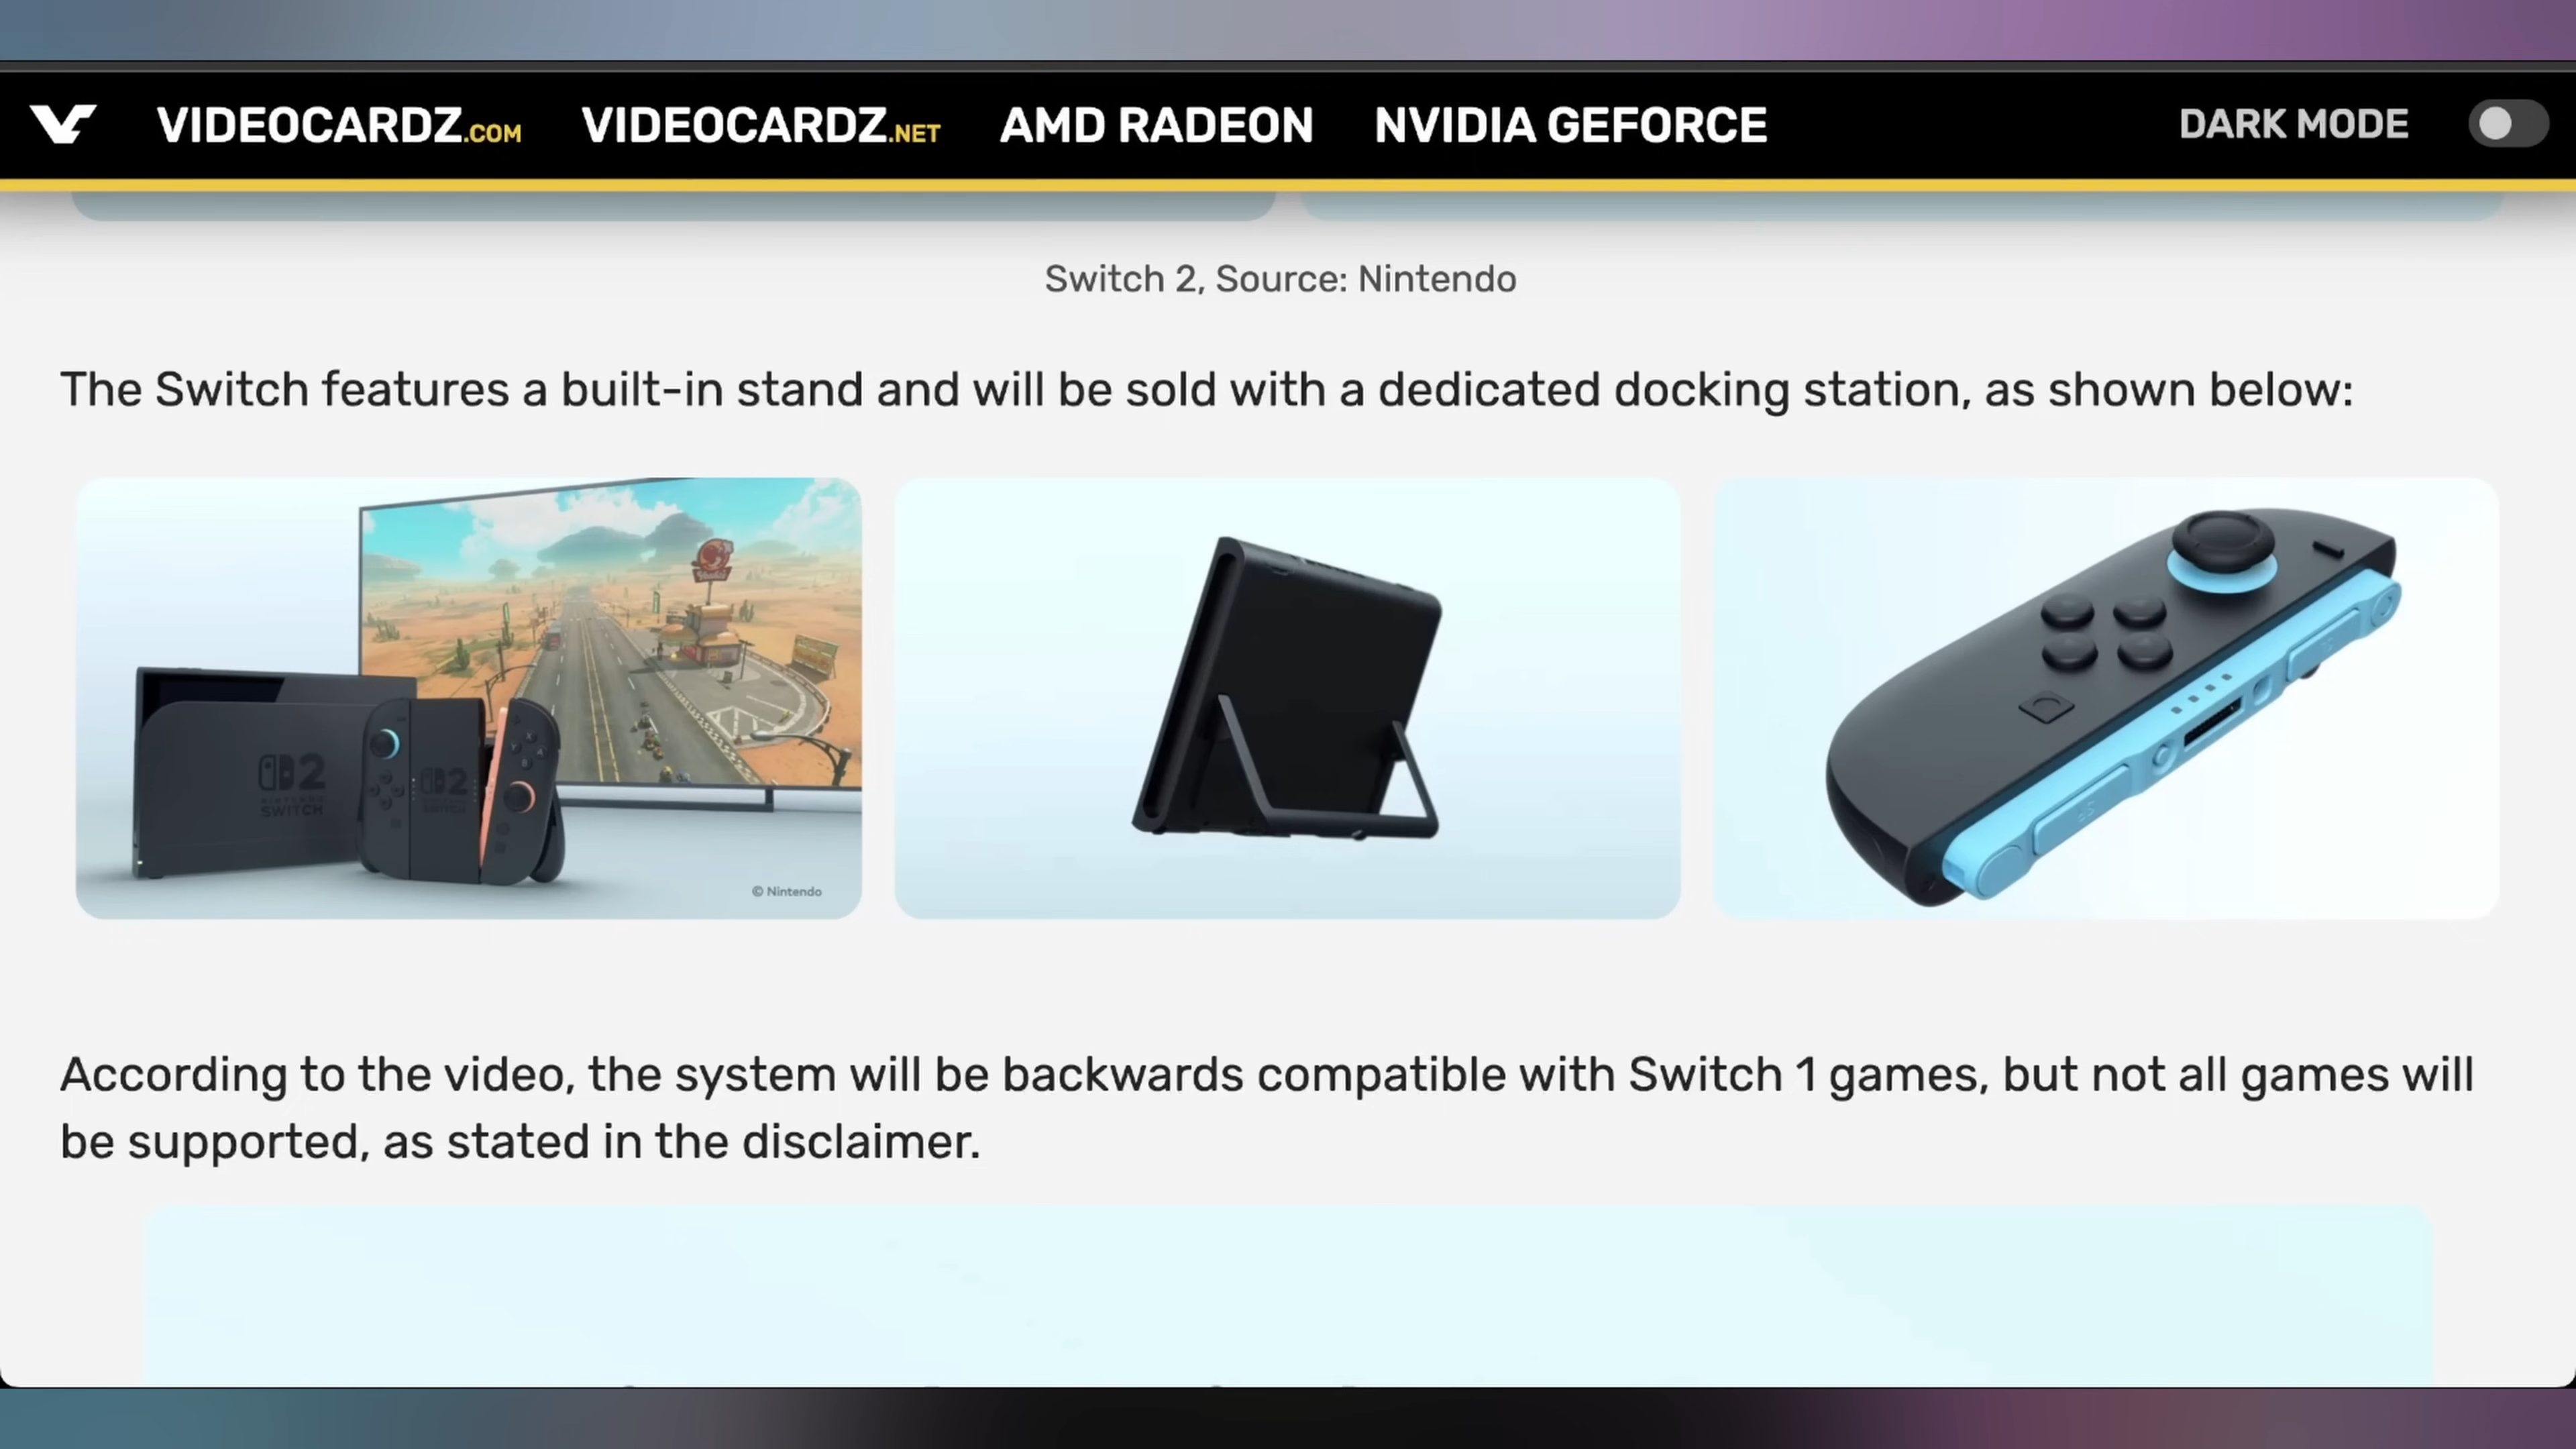 VIDEOCARDZ.COM VIDEOCARDZ.NET AMD RADEON NVIDIA GEFORCE DARK MODE
Switch 2, Source: Nintendo
The Switch features a built-in stand and will be sold with a dedicated docking station, as shown below:
2
NINTENDO
SWITCH
2
© Nintendo
According to the video, the system will be backwards compatible with Switch 1 games, but not all games will
be supported, as stated in the disclaimer.